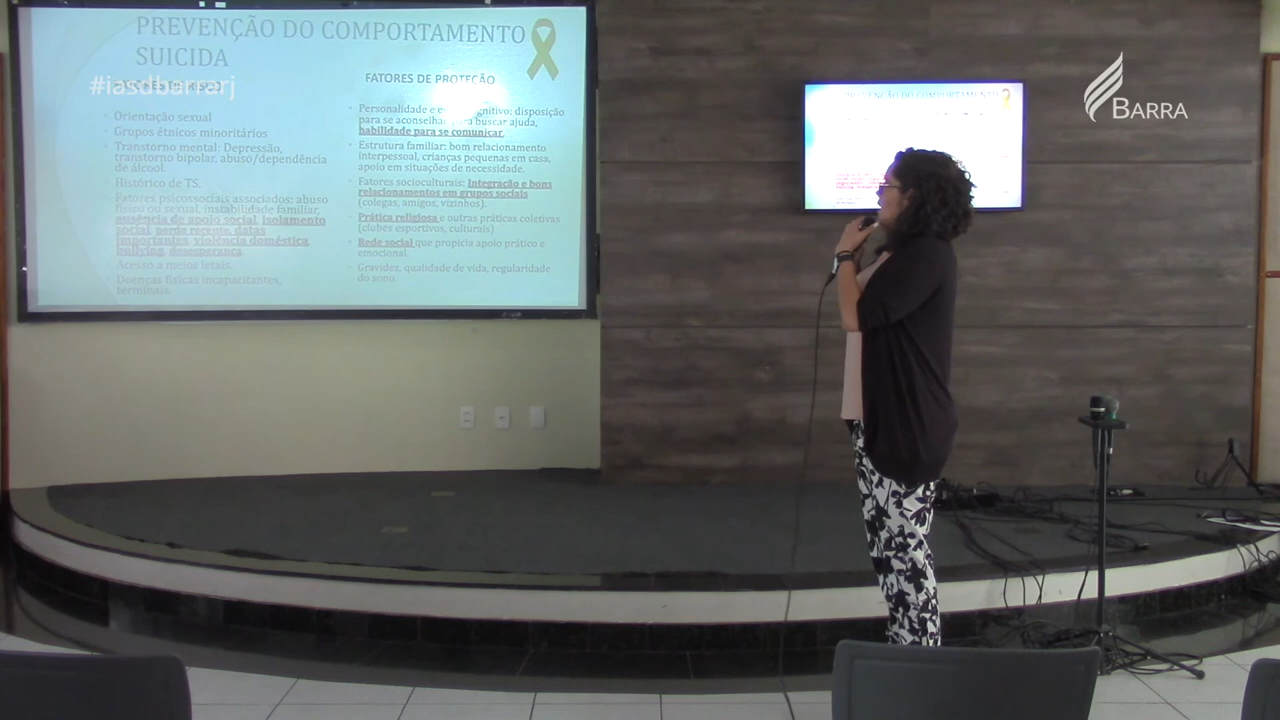 PREVENÇÃO DO COMPORTAMENTO
SUICIDA
#iasdbarrarj
Orientação sexual
Grupos étnicos minoritários
Transtorno mental: Depressão,
transtorno bipolar, abuso/dependência
de álcool.
Histórico de TS.
Fatores psicossociais associados: abuso
físico ou sexual, instabilidade familiar,
ausência de apoio social, isolamento
social, perda recente, datas
importantes, violência doméstica,
bullying, desesperança.
Acesso a meios letais.
Doenças físicas incapacitantes,
terminais.
FATORES DE PROTEÇÃO
Personalidade e gnitivo: disposição
para se aconselhar, para buscar ajuda,
habilidade para se comunicar.
Estrutura familiar: bom relacionamento
interpessoal, crianças pequenas em casa,
apoio em situações de necessidade.
Fatores socioculturais: Integração e bons
relacionamentos em grupos sociais
(colegas, amigos, vizinhos).
Prática religiosa e outras práticas coletivas
(clubes esportivos, culturais)
Rede social que propicia apoio prático e
emocional.
Gravidez, qualidade de vida, regularidade
do sono.
PREVENÇÃO DO COMPORTAMENTO
BARRA